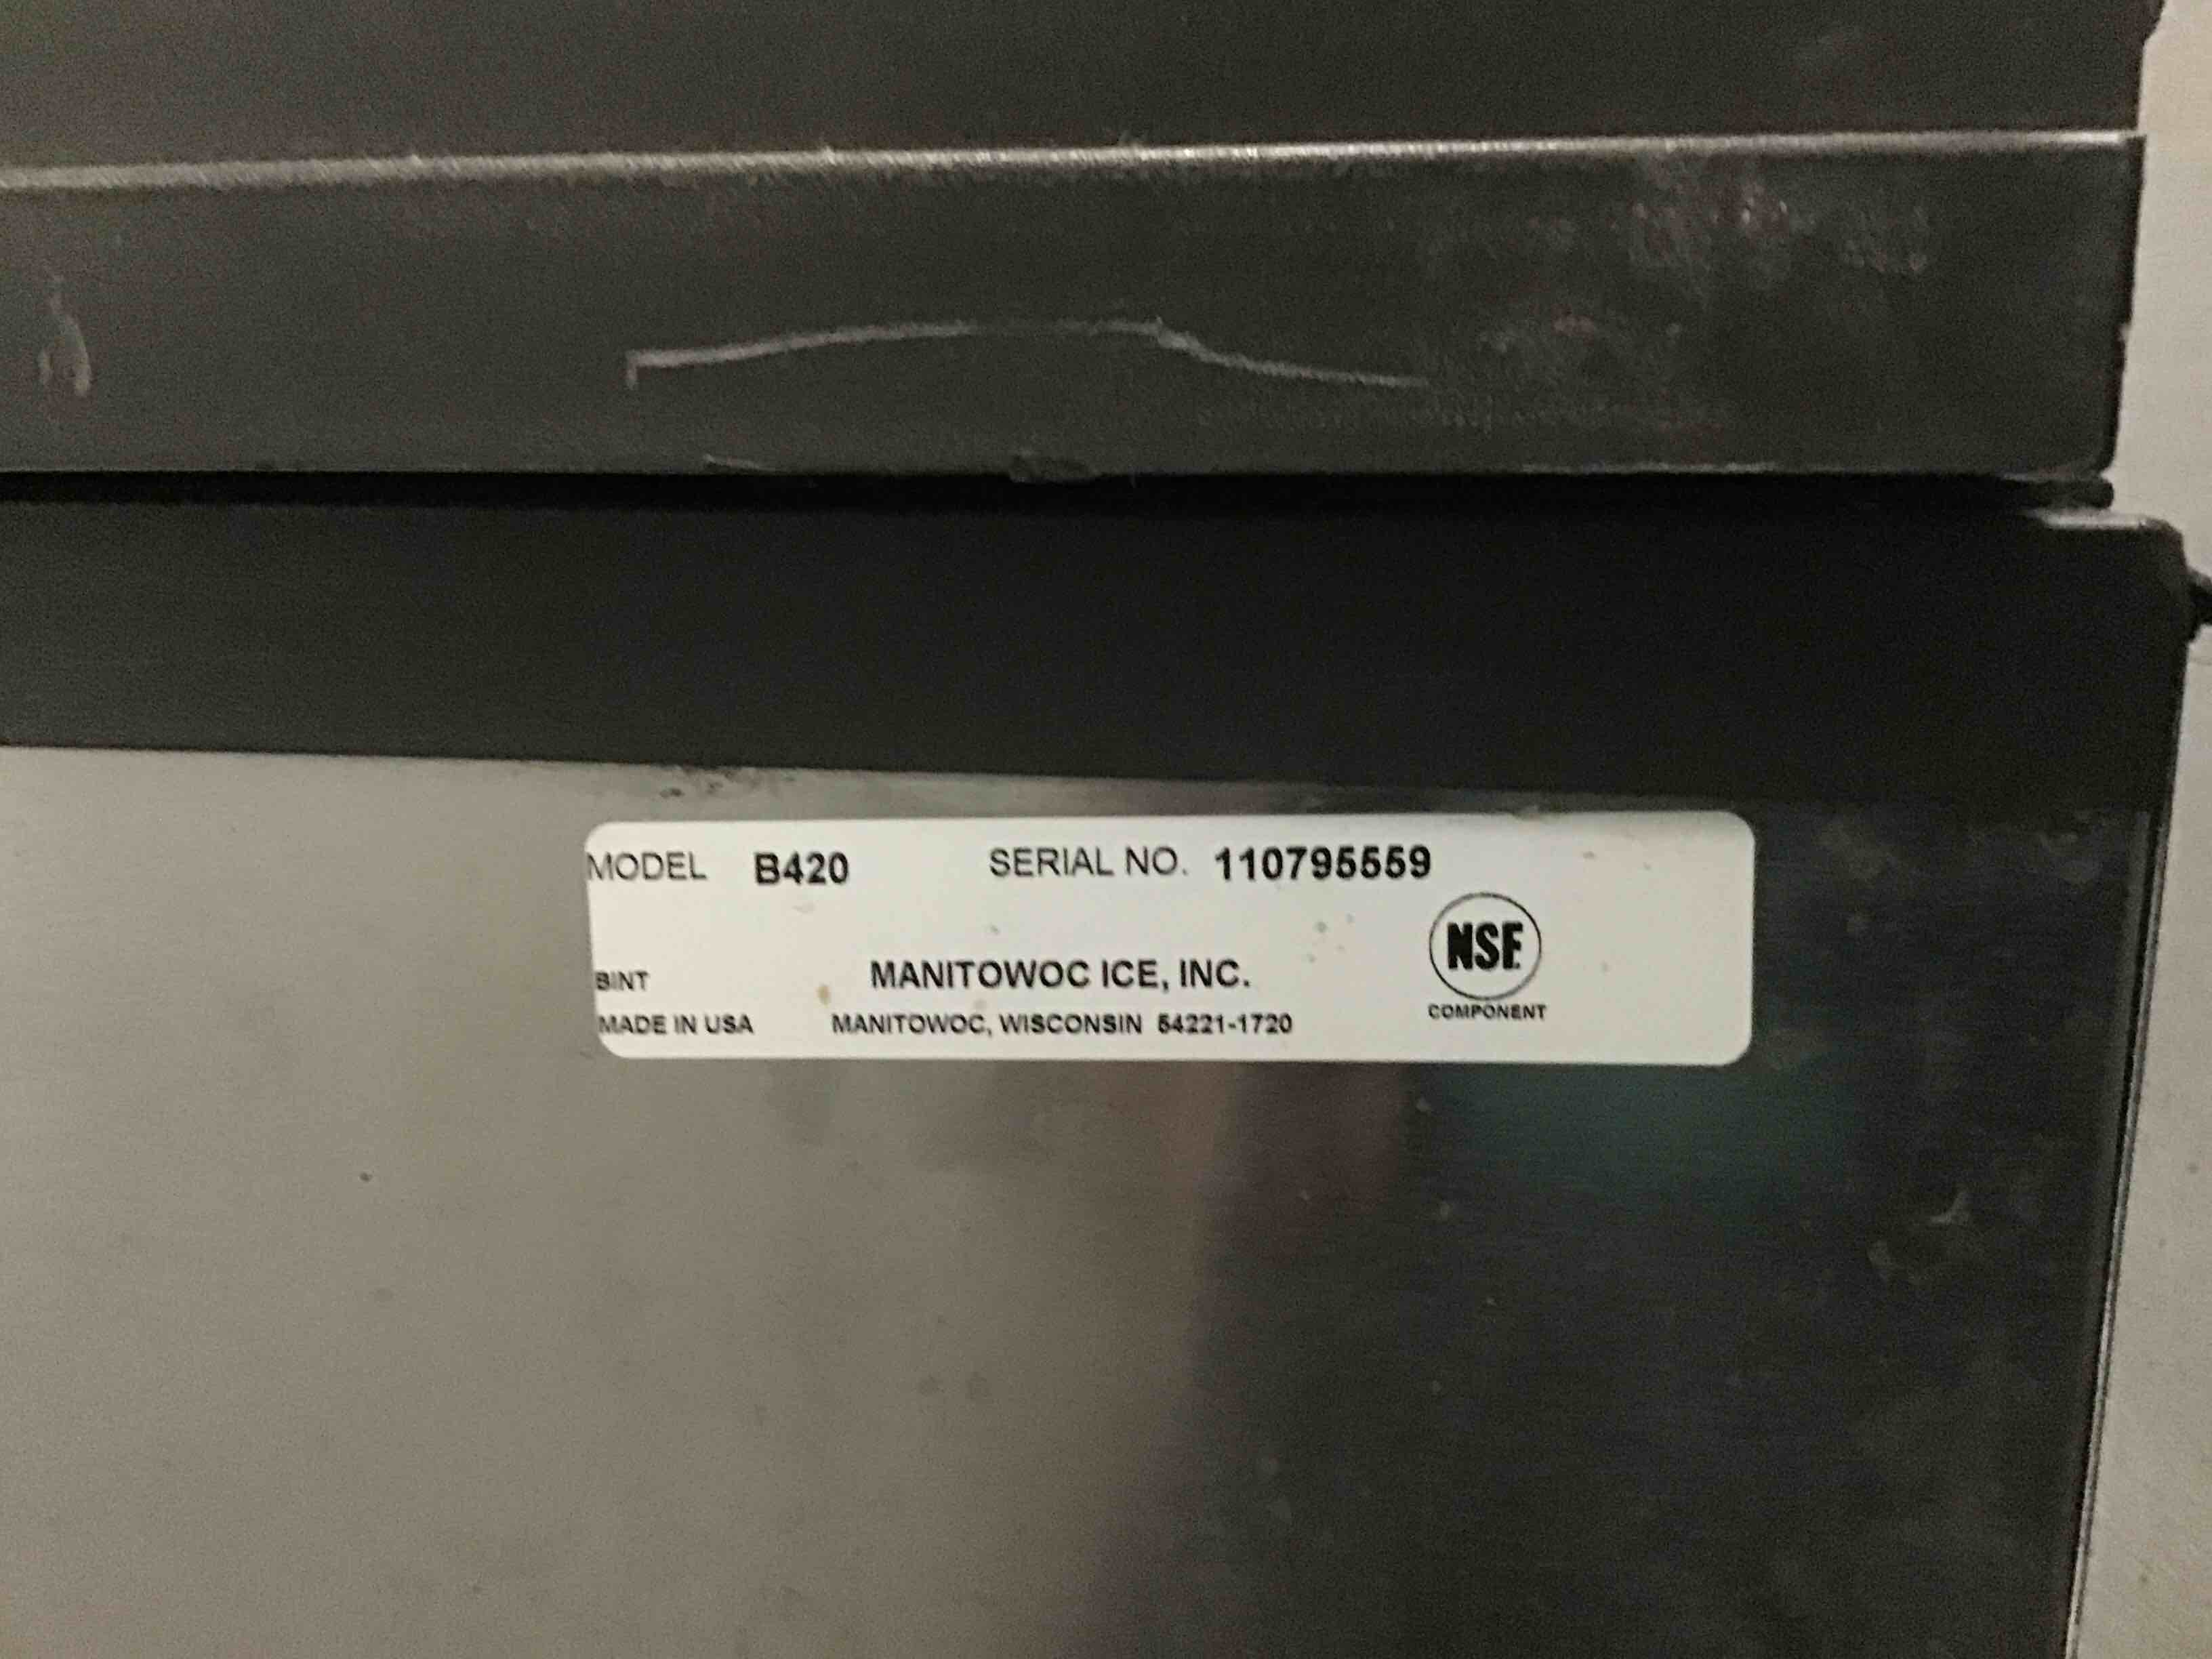 MODEL B420 SERIAL NO. 110795559
NSF
BINT MANITOWOC ICE, INC.
COMPONENT
MADE IN USA MANITOWOC, WISCONSIN 54221-1720